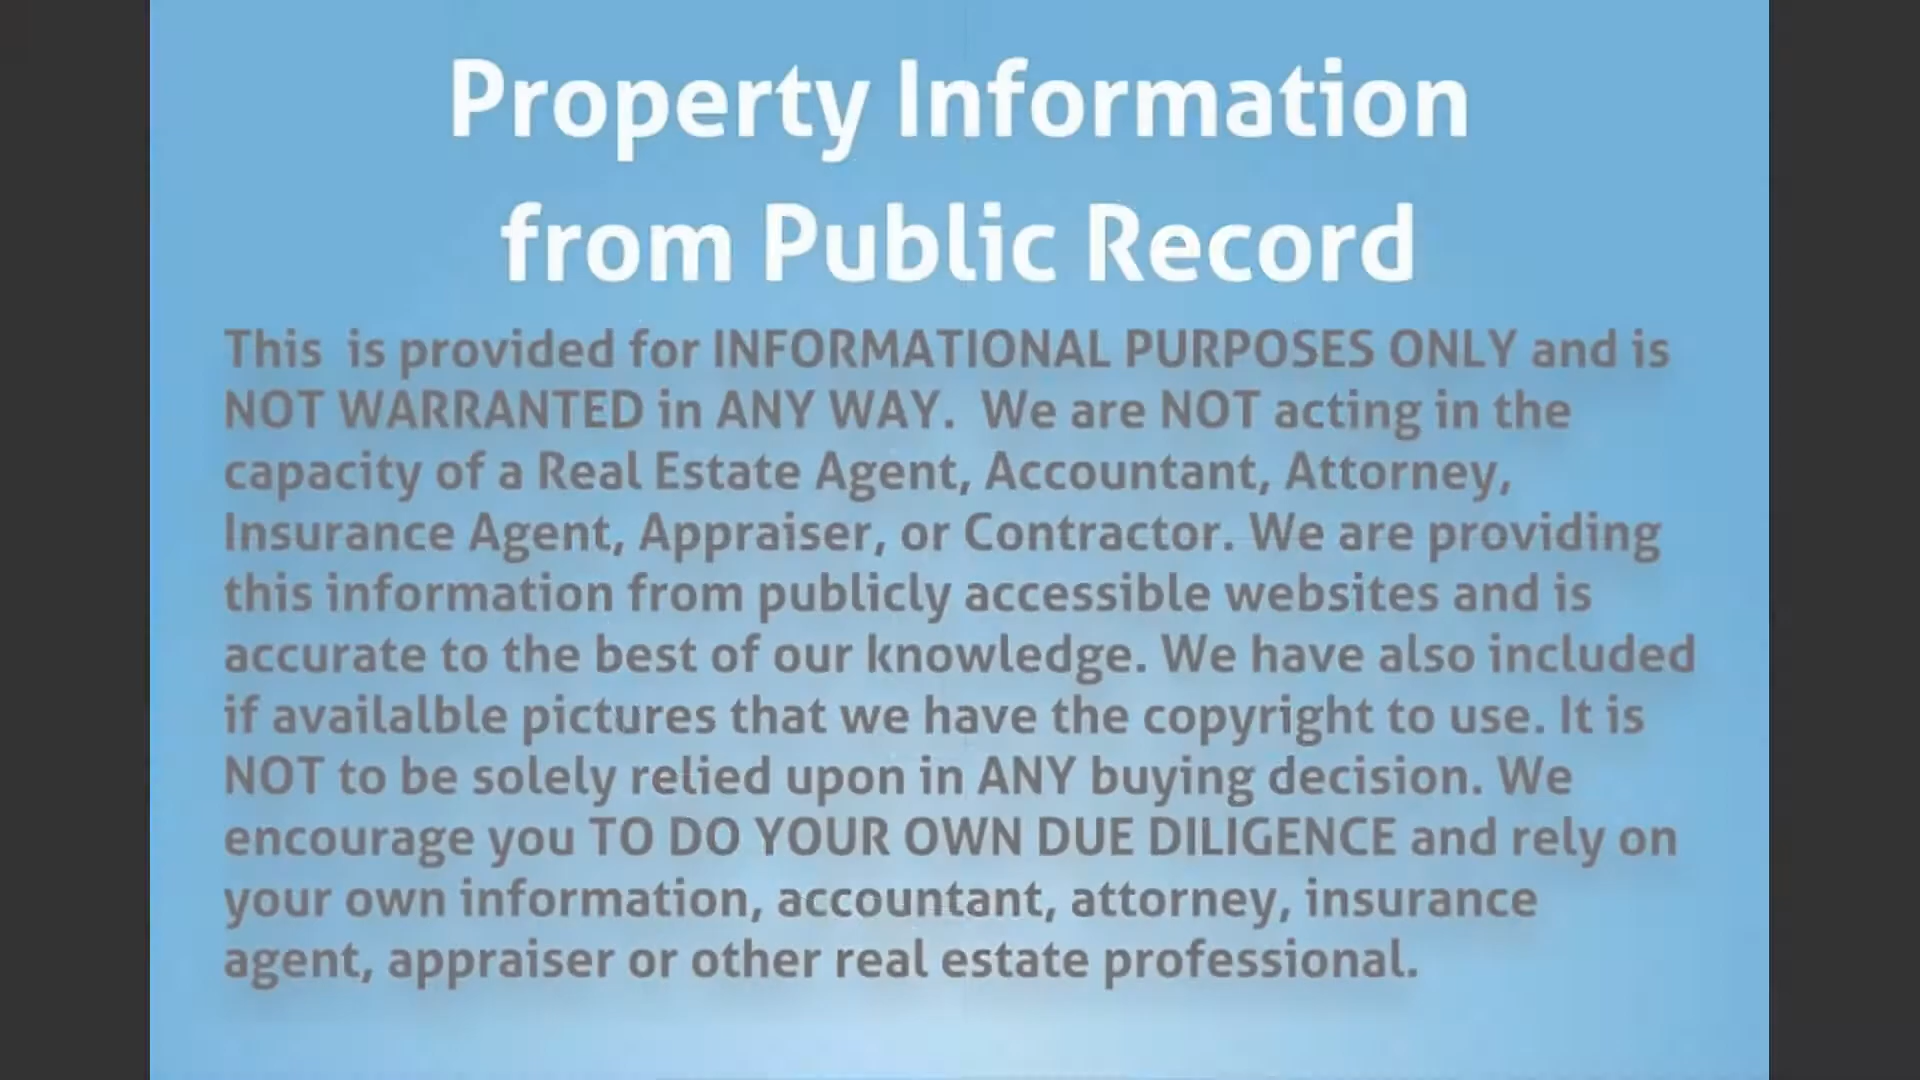 Property Information
from Public Record
This  is provided for INFORMATIONAL PURPOSES ONLY and is
NOT WARRANTED in ANY WAY.  We are NOT acting in the
capacity of a Real Estate Agent, Accountant, Attorney,
Insurance Agent, Appraiser, or Contractor. We are providing
this information from publicly accessible websites and is
accurate to the best of our knowledge. We have also included
if availalble pictures that we have the copyright to use. It is
NOT to be solely relied upon in ANY buying decision. We
encourage you TO DO YOUR OWN DUE DILIGENCE and rely on
your own information, accountant, attorney, insurance
agent, appraiser or other real estate professional.